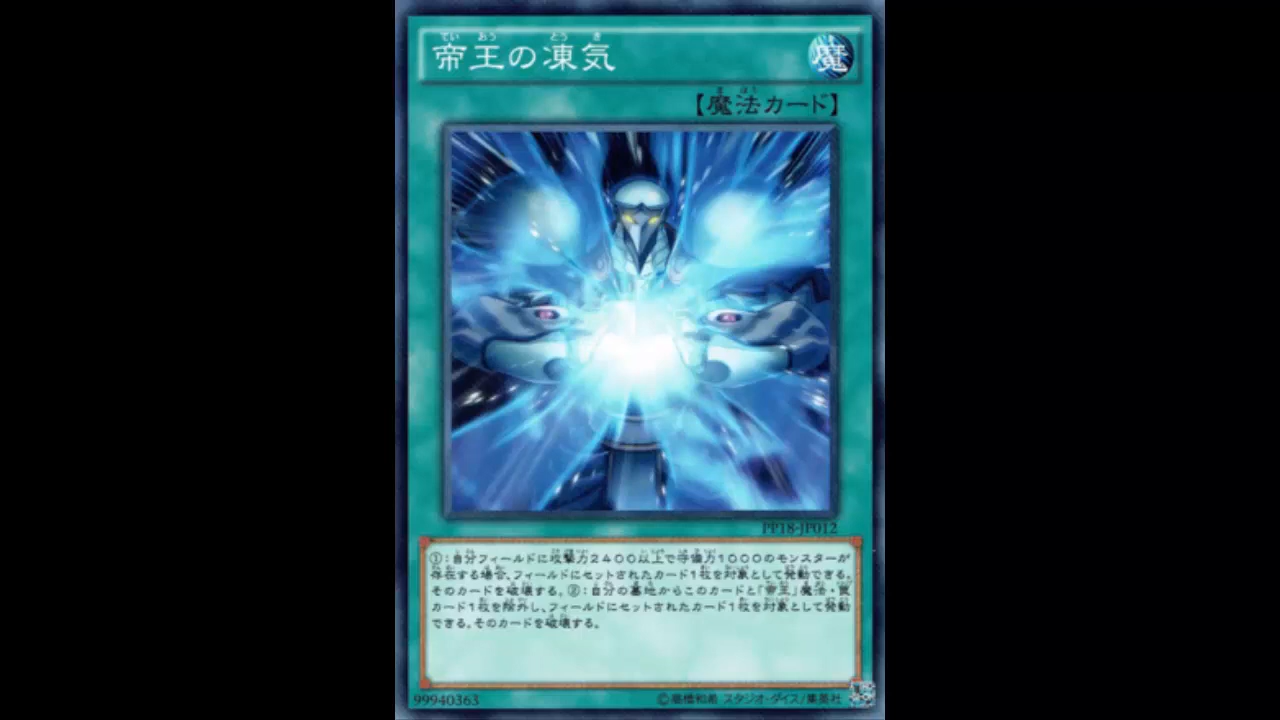 帝王の凍気
魔
【魔法カード】
PP18-JP012
①：自分フィールドに攻撃力2400以上で守備力1000のモンスターが
存在する場合、フィールドにセットされたカード1枚を対象として発動できる。
そのカードを破壊する。②：自分の墓地からこのカードと「帝王」魔法・罠
カード1枚を除外し、フィールドにセットされたカード1枚を対象として発動
できる。そのカードを破壊する。
99940363 ©高橋和希 スタジオ・ダイス/集英社